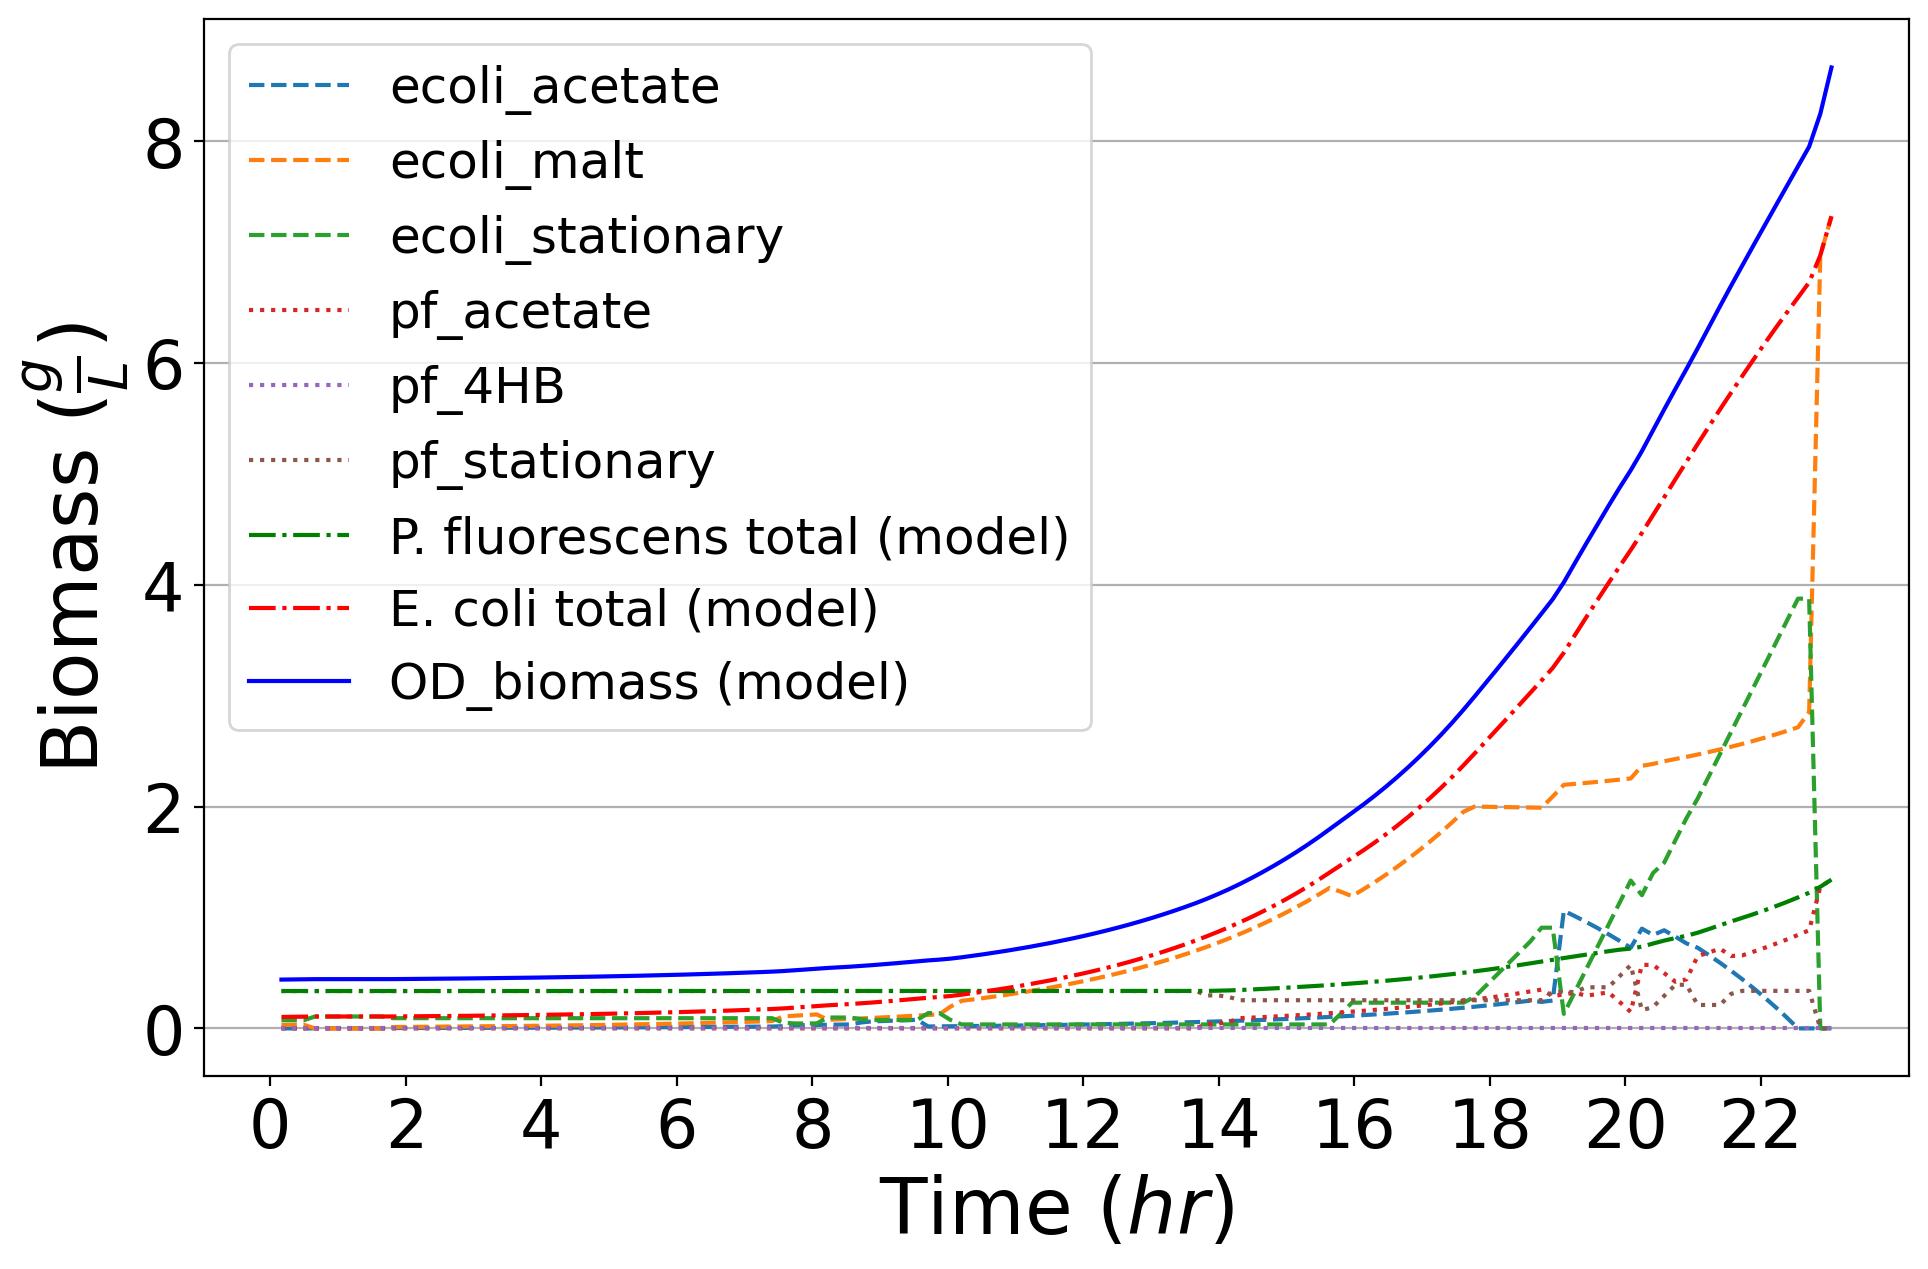 ecoli_acetate
ecoli_malt
ecoli_stationary
pf_acetate
pf_4HB
pf_stationary
P. fluorescens total (model)
E. coli total (model)
OD_biomass (model)
Biomass (g/L)
8
6
4
2
0
0 2 4 6 8 10 12 14 16 18 20 22
Time (hr)